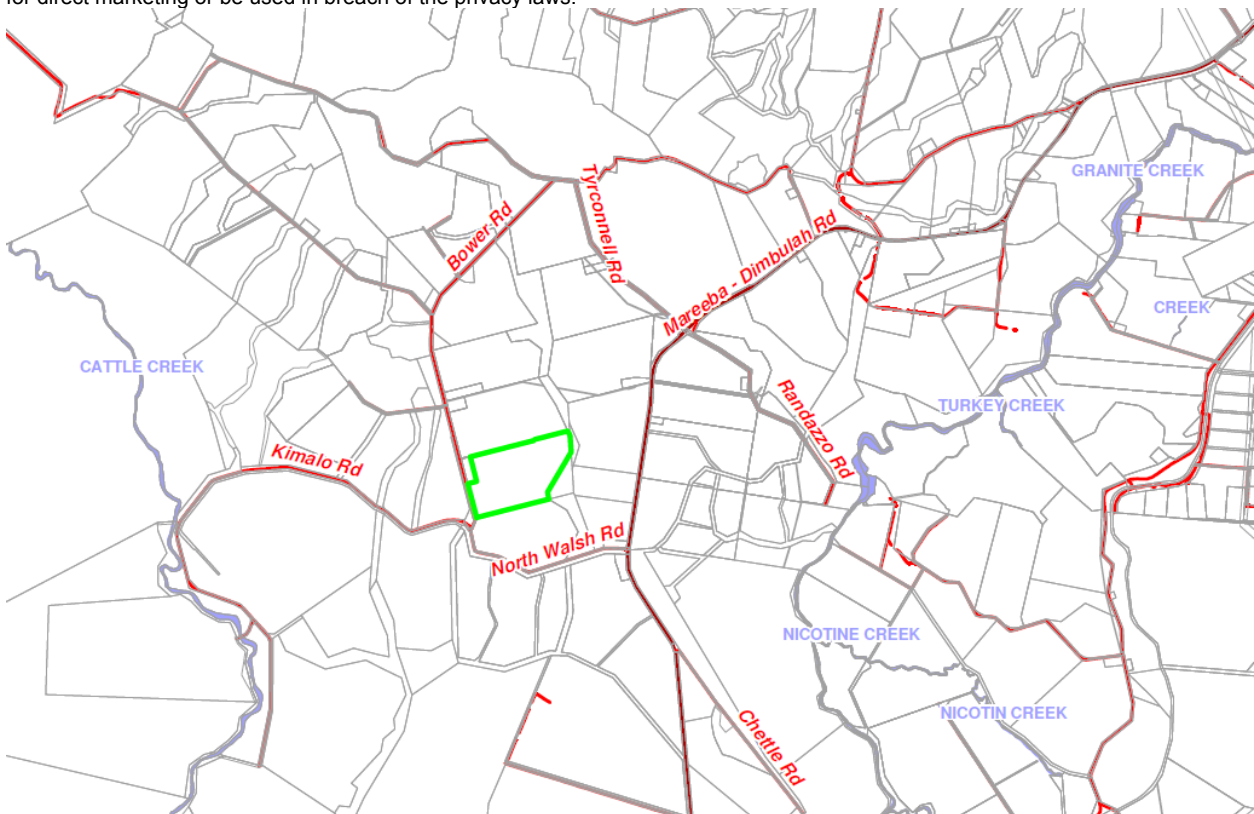 for direct marketing or be used in breach of the privacy laws.
GRANITE CREEK
Tyrconnell Rd
Bower Rd
Mareeba - Dimbulah Rd
CREEK
CATTLE CREEK
TURKEY CREEK
Randazzo Rd
Kimalo Rd
North Walsh Rd
NICOTINE CREEK
NICOTIN CREEK
Chettle Rd